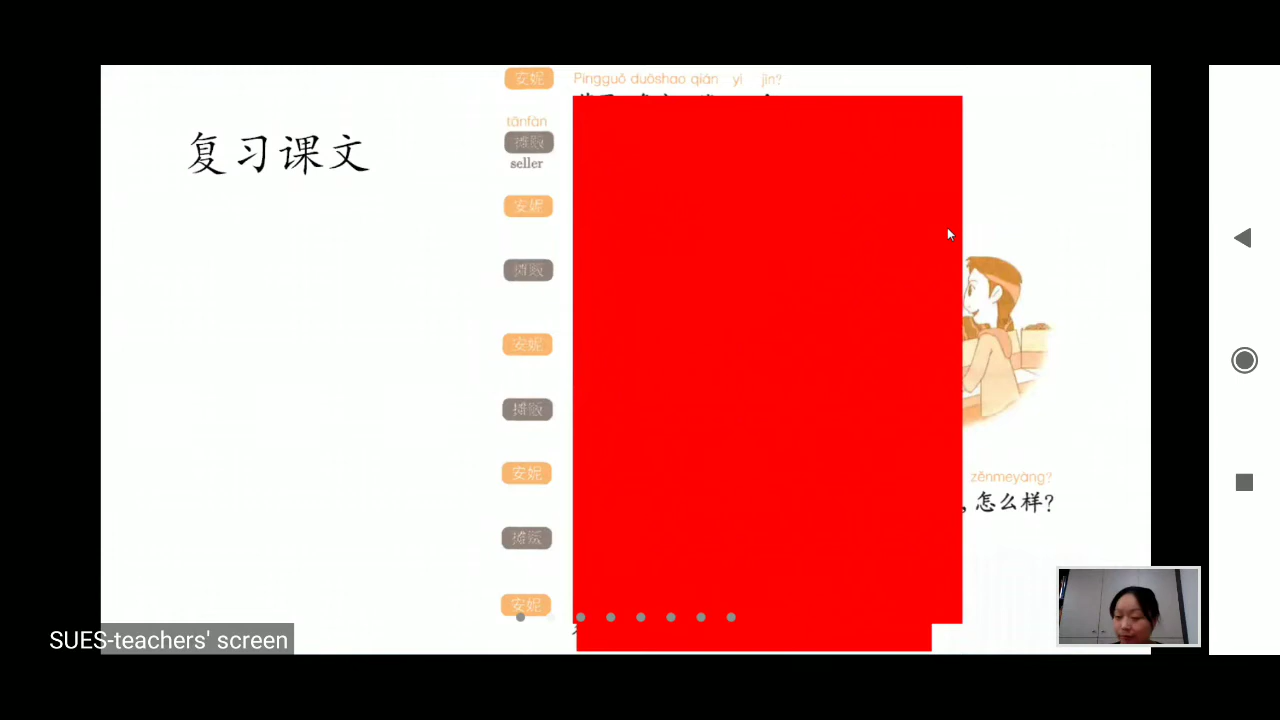 复习课文
安妮 Píngguǒ duōshao qián yì jīn?
tānfàn
摊贩
seller
安妮
摊贩
安妮
摊贩
安妮
zěnmeyàng?
，怎么样？
摊贩
安妮
SUES-teachers' screen